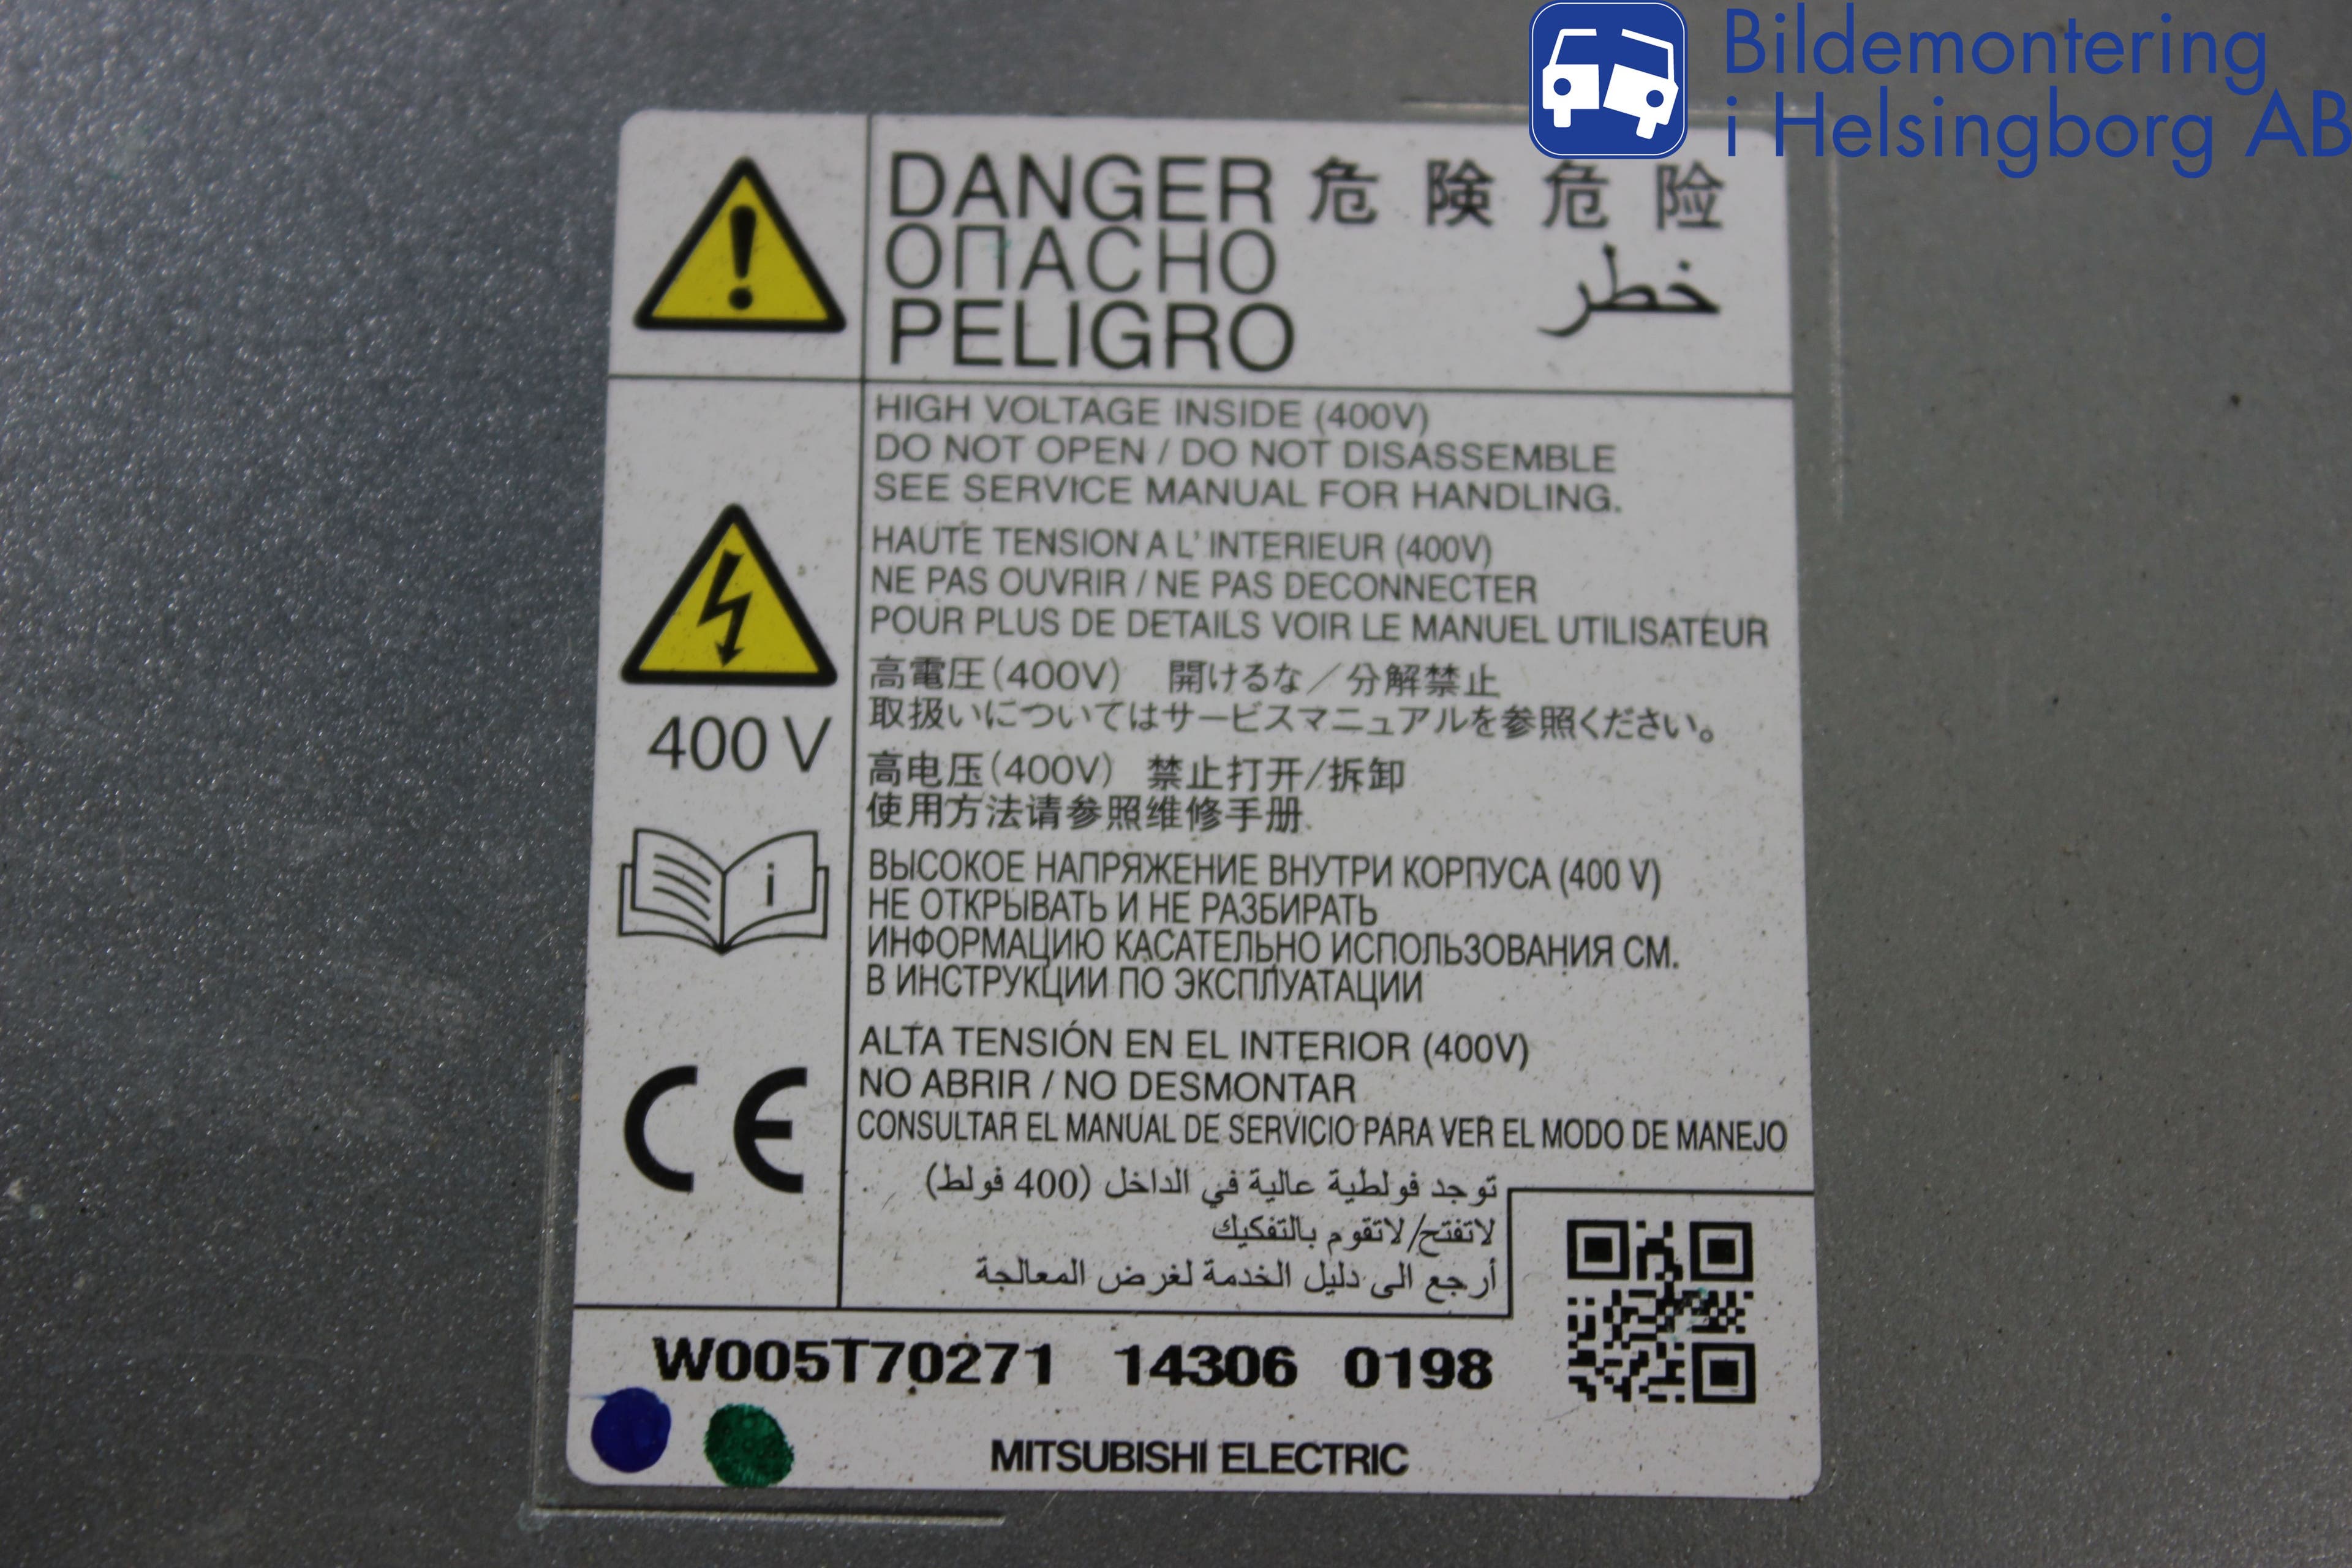 Bildemontering
i Helsingborg AB
DANGER 危 険 危 险
ОПАСНО
PELIGRO
خطر
HIGH VOLTAGE INSIDE (400V)
DO NOT OPEN / DO NOT DISASSEMBLE
SEE SERVICE MANUAL FOR HANDLING.
HAUTE TENSION A L' INTERIEUR (400V)
NE PAS OUVRIR / NE PAS DECONNECTER
POUR PLUS DE DETAILS VOIR LE MANUEL UTILISATEUR
高電圧(400V) 開けるな／分解禁止
取扱いについてはサービスマニュアルを参照ください。
高电压(400V) 禁止打开/拆卸
使用方法请参照维修手册.
ВЫСОКОЕ НАПРЯЖЕНИЕ ВНУТРИ КОРПУСА (400 V)
НЕ ОТКРЫВАТЬ И НЕ РАЗБИРАТЬ
ИНФОРМАЦИЮ КАСАТЕЛЬНО ИСПОЛЬЗОВАНИЯ СМ.
В ИНСТРУКЦИИ ПО ЭКСПЛУАТАЦИИ
ALTA TENSIÓN EN EL INTERIOR (400V)
NO ABRIR / NO DESMONTAR
CONSULTAR EL MANUAL DE SERVICIO PARA VER EL MODO DE MANEJO
توجد فولطية عالية في الداخل (400 فولط)
لاتفتح/لاتقوم بالتفكيك
أرجع الى دليل الخدمة لغرض المعالجة
400 V
i
CE
W005T70271 14306 0198
MITSUBISHI ELECTRIC